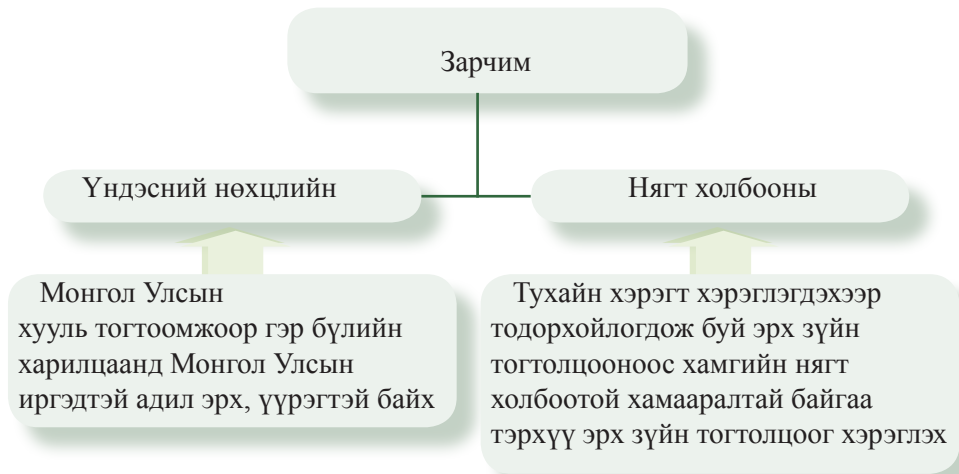 Зарчим
Үндэсний нөхцлийн
Нягт холбооны
Монгол Улсын
хууль тогтоомжоор гэр бүлийн
харилцаанд Монгол Улсын
иргэдтэй адил эрх, үүрэгтэй байх
Тухайн хэрэгт хэрэглэгдэхээр
тодорхойлогдож буй эрх зүйн
тогтолцооноос хамгийн нягт
холбоотой хамааралтай байгаа
тэрхүү эрх зүйн тогтолцоог хэрэглэх